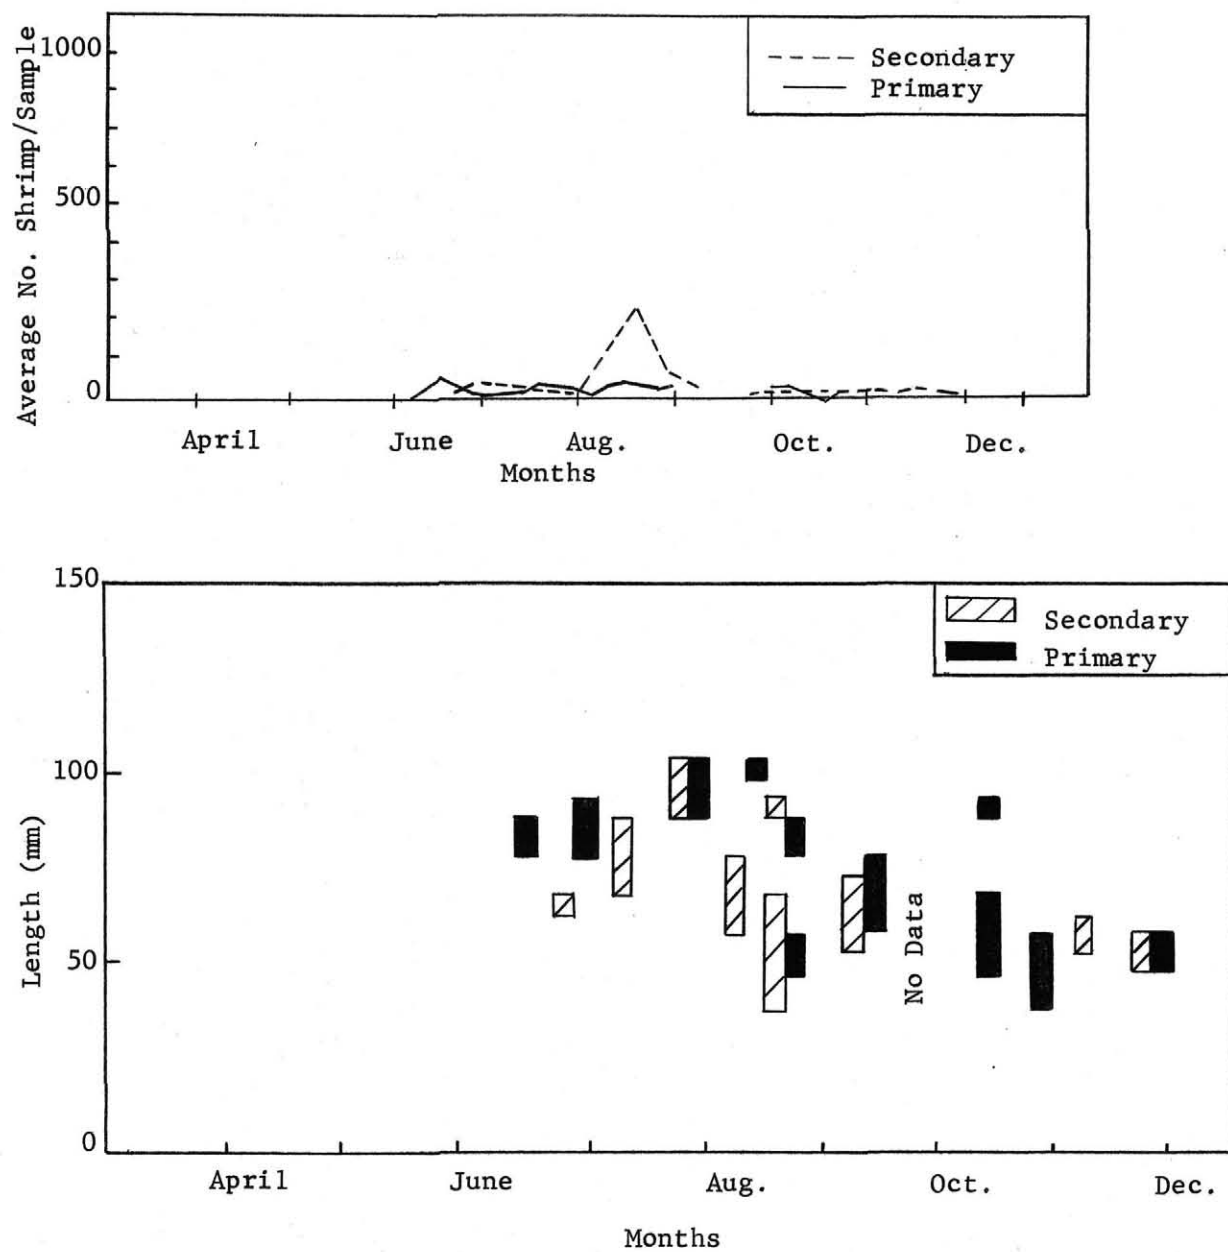 Average No. Shrimp/Sample
1000
500
0
Secondary
Primary
April June Aug. Oct. Dec.
Months
Length (mm)
150
100
50
0
Secondary
Primary
No Data
April June Aug. Oct. Dec.
Months